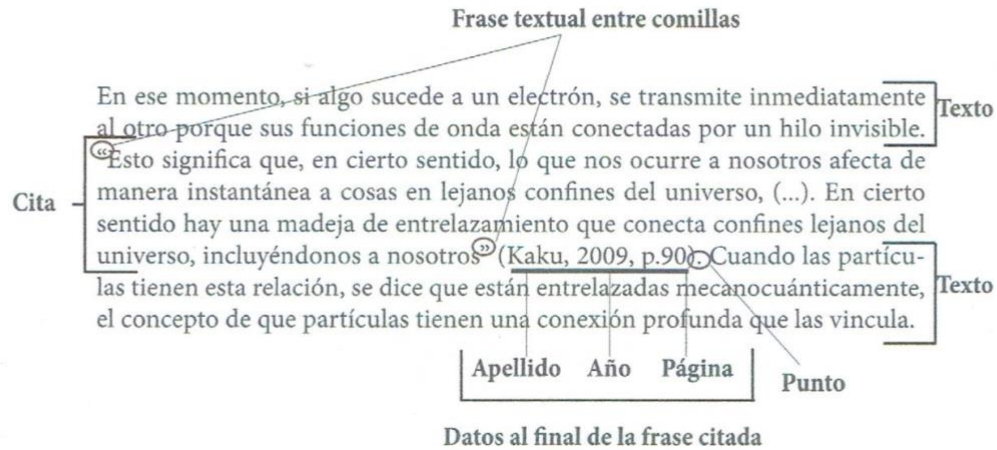 Frase textual entre comillas
En ese momento, si algo sucede a un electrón, se transmite inmediatamente
al otro porque sus funciones de onda están conectadas por un hilo invisible.
Texto
“Esto significa que, en cierto sentido, lo que nos ocurre a nosotros afecta de
manera instantánea a cosas en lejanos confines del universo, (...). En cierto
Cita
sentido hay una madeja de entrelazamiento que conecta confines lejanos del
universo, incluyéndonos a nosotros” (Kaku, 2009, p.90). Cuando las partícu-
las tienen esta relación, se dice que están entrelazadas mecanocuánticamente,
Texto
el concepto de que partículas tienen una conexión profunda que las vincula.
Apellido Año Página
Punto
Datos al final de la frase citada